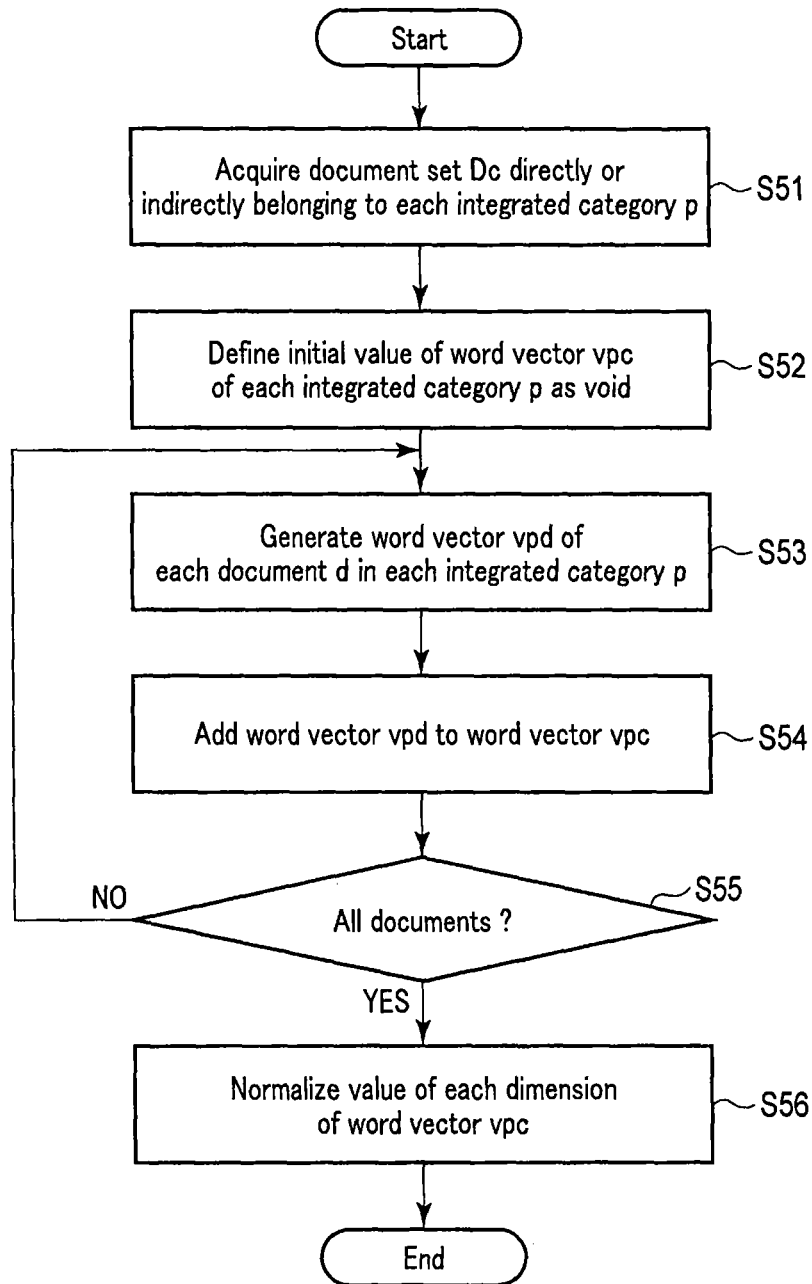 Start
Acquire document set Dc directly or
indirectly belonging to each integrated category p
S51
Define initial value of word vector vpc
of each integrated category p as void
S52
Generate word vector vpd of
each document d in each integrated category p
S53
Add word vector vpd to word vector vpc
S54
S55
NO
All documents ?
YES
Normalize value of each dimension
of word vector vpc
S56
End